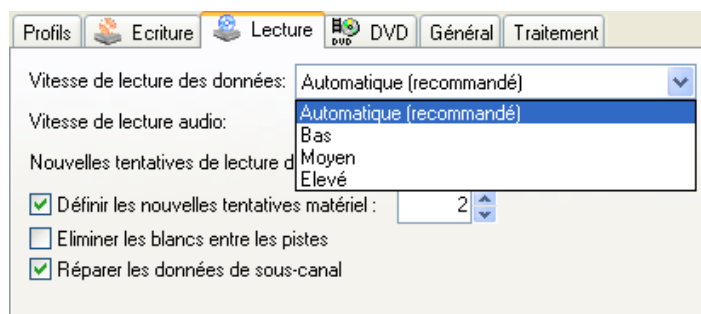 Profils Ecriture Lecture DVD DVD Général Traitement
Vitesse de lecture des données: Automatique (recommandé)
Vitesse de lecture audio: Automatique (recommandé)
Bas
Nouvelles tentatives de lecture d Moyen
Elevé
Définir les nouvelles tentatives matériel : 2
Eliminer les blancs entre les pistes
Réparer les données de sous-canal